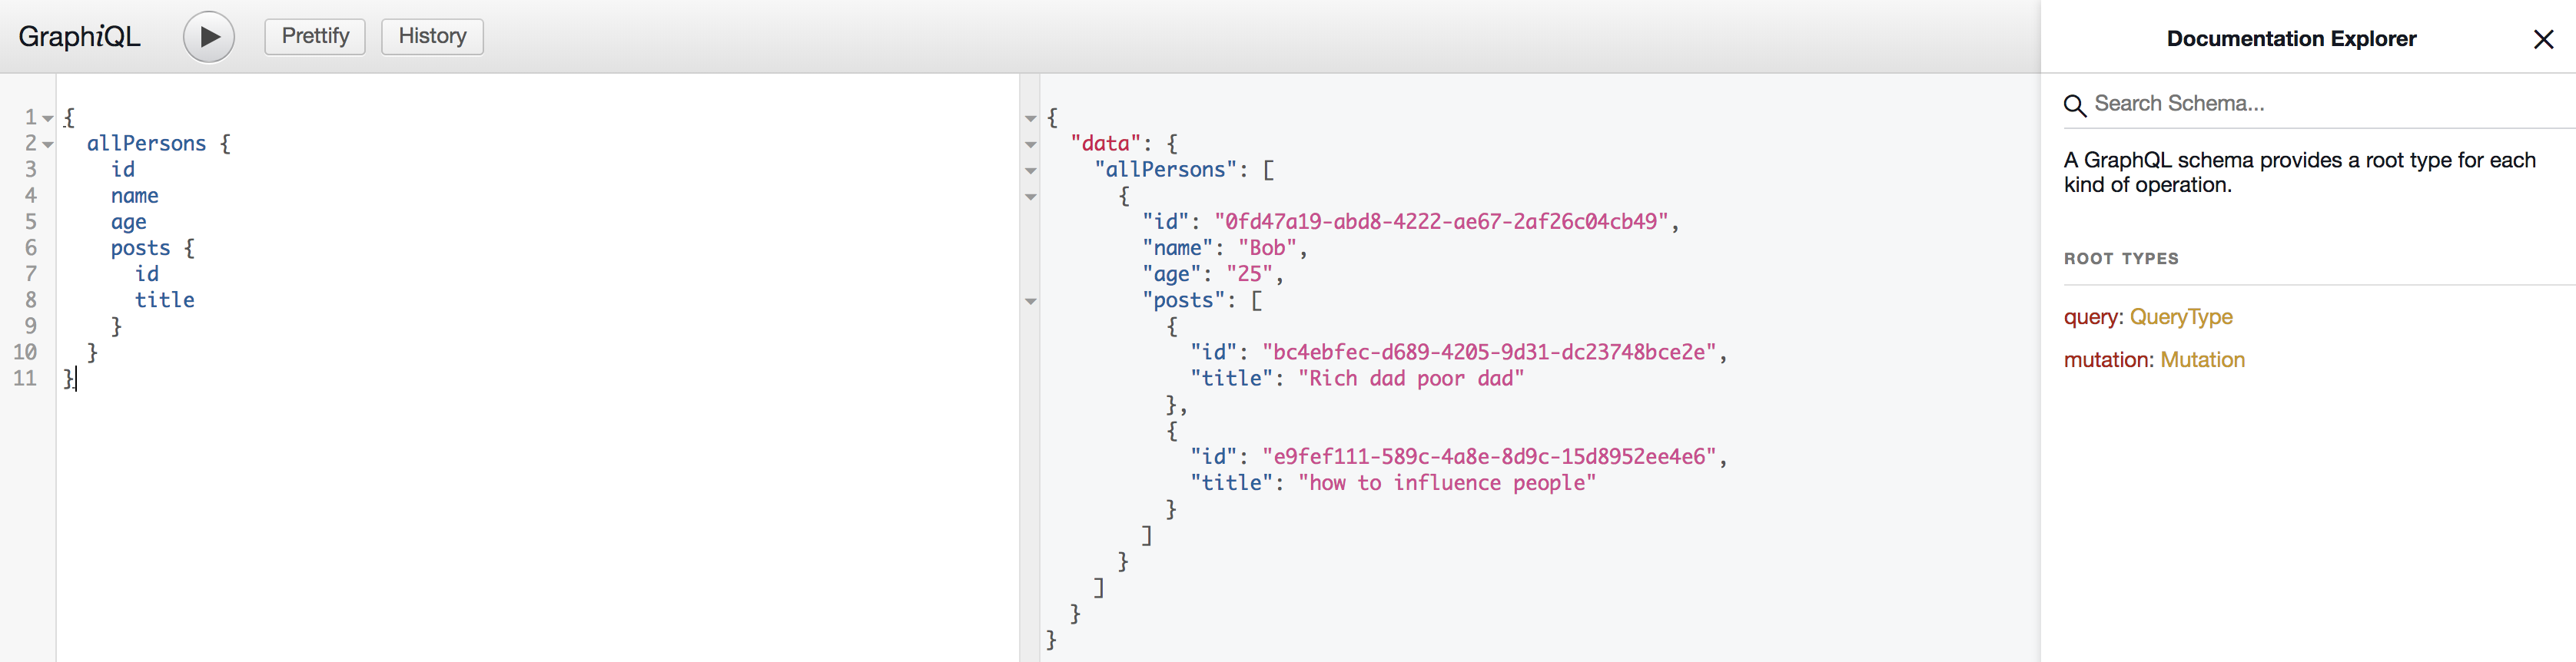 GraphiQL Prettify History
1 {
2   allPersons {
3     id
4     name
5     age
6     posts {
7       id
8       title
9     }
10   }
11 }
{
  "data": {
    "allPersons": [
      {
        "id": "0fd47a19-abd8-4222-ae67-2af26c04cb49",
        "name": "Bob",
        "age": "25",
        "posts": [
          {
            "id": "bc4ebfec-d689-4205-9d31-dc23748bce2e",
            "title": "Rich dad poor dad"
          },
          {
            "id": "e9fef111-589c-4a8e-8d9c-15d8952ee4e6",
            "title": "how to influence people"
          }
        ]
      }
    ]
  }
}
Documentation Explorer
Search Schema...
A GraphQL schema provides a root type for each
kind of operation.
ROOT TYPES
query: QueryType
mutation: Mutation